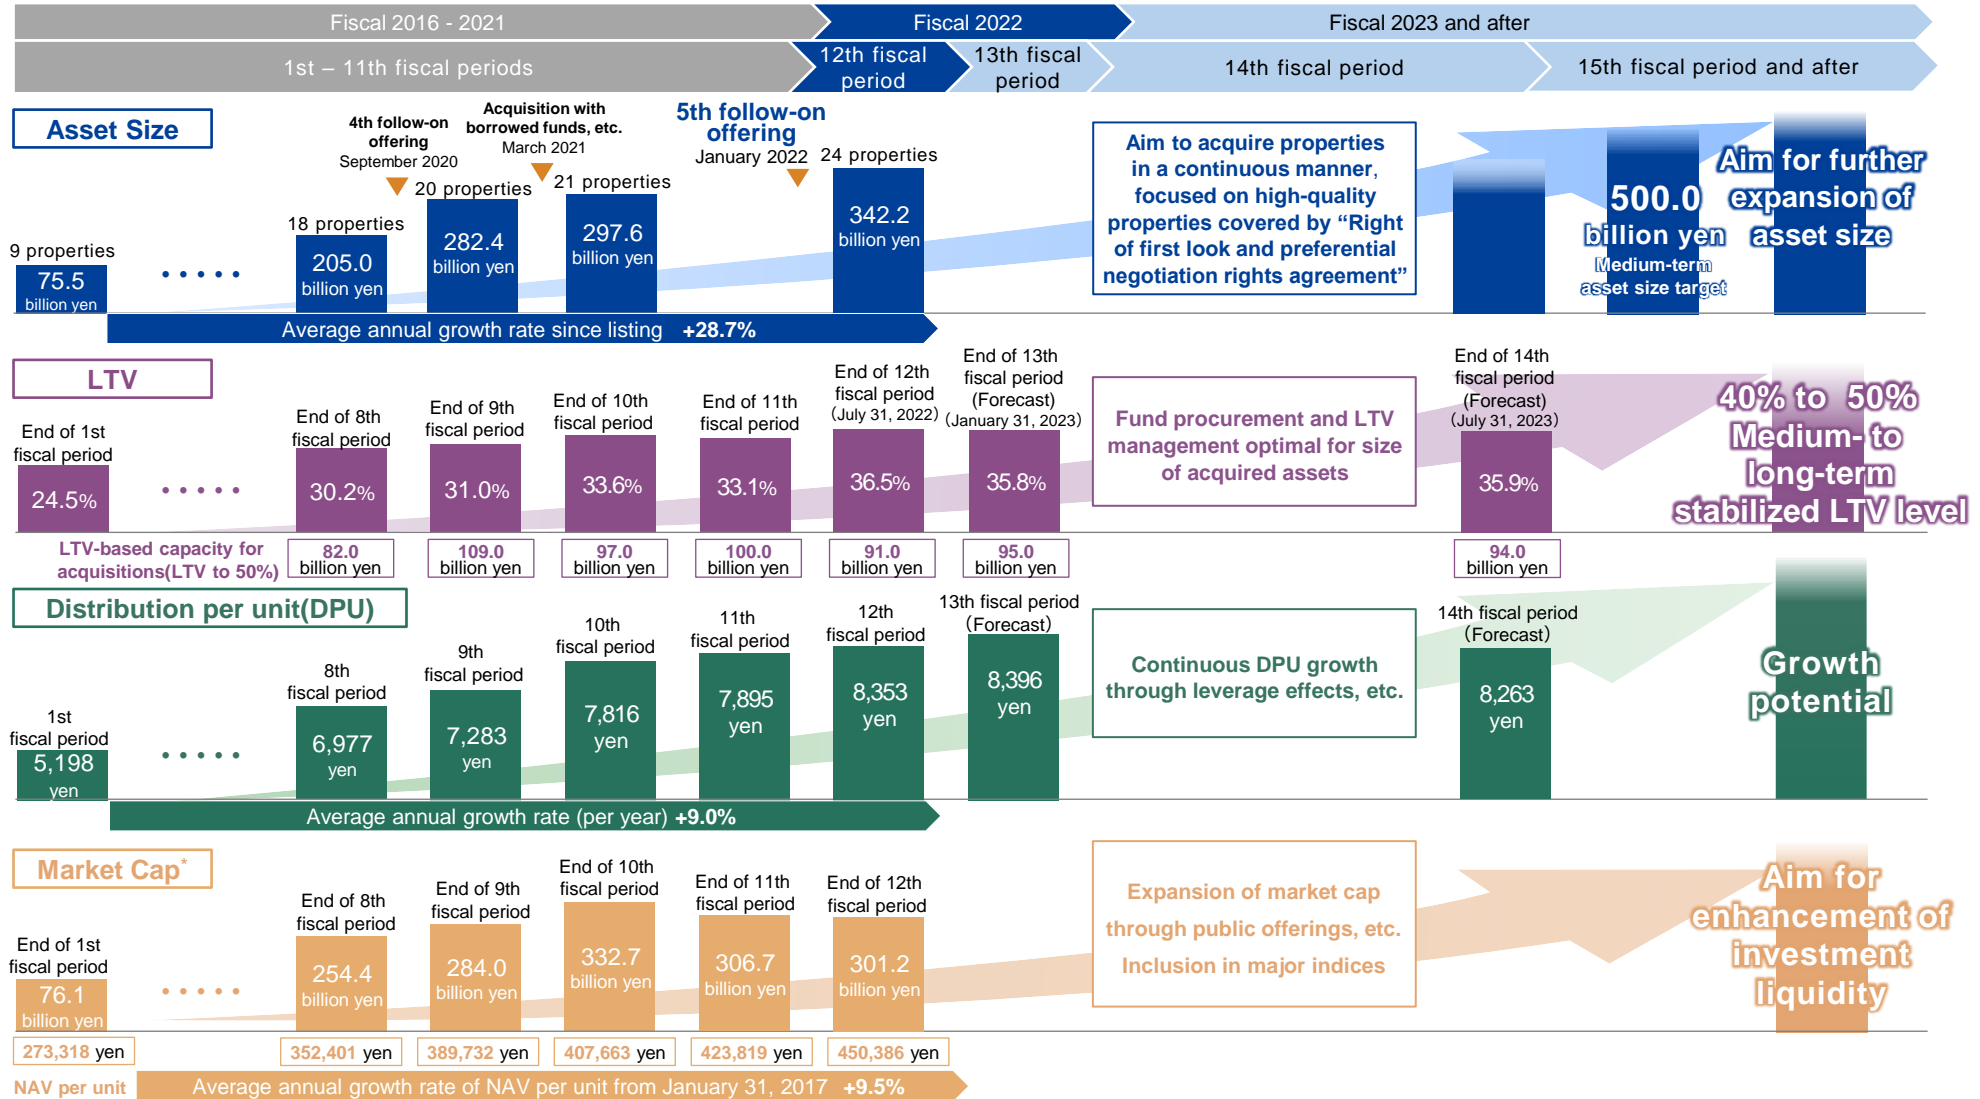 Fiscal 2016 - 2021
Fiscal 2022
Fiscal 2023 and after
1st – 11th fiscal periods
12th fiscal
period
13th fiscal
period
14th fiscal period
15th fiscal period and after
Asset Size
9 properties
75.5
billion yen
18 properties
205.0
billion yen
4th follow-on
offering
September 2020
20 properties
282.4
billion yen
Acquisition with
borrowed funds, etc.
March 2021
21 properties
297.6
billion yen
5th follow-on
offering
January 2022
24 properties
342.2
billion yen
Aim to acquire properties
in a continuous manner,
focused on high-quality
properties covered by “Right
of first look and preferential
negotiation rights agreement”
500.0
billion yen
Medium-term
asset size target
Aim for further
expansion of
asset size
Average annual growth rate since listing +28.7%
LTV
End of 1st
fiscal period
24.5%
End of 8th
fiscal period
30.2%
End of 9th
fiscal period
31.0%
End of 10th
fiscal period
33.6%
End of 11th
fiscal period
33.1%
End of 12th
fiscal period
(July 31, 2022)
36.5%
End of 13th
fiscal period
(Forecast)
(January 31, 2023)
35.8%
Fund procurement and LTV
management optimal for size
of acquired assets
End of 14th
fiscal period
(Forecast)
(July 31, 2023)
35.9%
40% to 50%
Medium- to
long-term
stabilized LTV level
LTV-based capacity for
acquisitions(LTV to 50%)
82.0
billion yen
109.0
billion yen
97.0
billion yen
100.0
billion yen
91.0
billion yen
95.0
billion yen
94.0
billion yen
Distribution per unit(DPU)
1st
fiscal period
5,198
yen
8th
fiscal period
6,977
yen
9th
fiscal period
7,283
yen
10th
fiscal period
7,816
yen
11th
fiscal period
7,895
yen
12th
fiscal period
8,353
yen
13th fiscal period
(Forecast)
8,396
yen
Continuous DPU growth
through leverage effects, etc.
14th fiscal period
(Forecast)
8,263
yen
Growth
potential
Average annual growth rate (per year) +9.0%
Market Cap*
End of 1st
fiscal period
76.1
billion yen
End of 8th
fiscal period
254.4
billion yen
End of 9th
fiscal period
284.0
billion yen
End of 10th
fiscal period
332.7
billion yen
End of 11th
fiscal period
306.7
billion yen
End of 12th
fiscal period
301.2
billion yen
Expansion of market cap
through public offerings, etc.
Inclusion in major indices
Aim for
enhancement of
investment
liquidity
273,318 yen
352,401 yen
389,732 yen
407,663 yen
423,819 yen
450,386 yen
NAV per unit
Average annual growth rate of NAV per unit from January 31, 2017 +9.5%